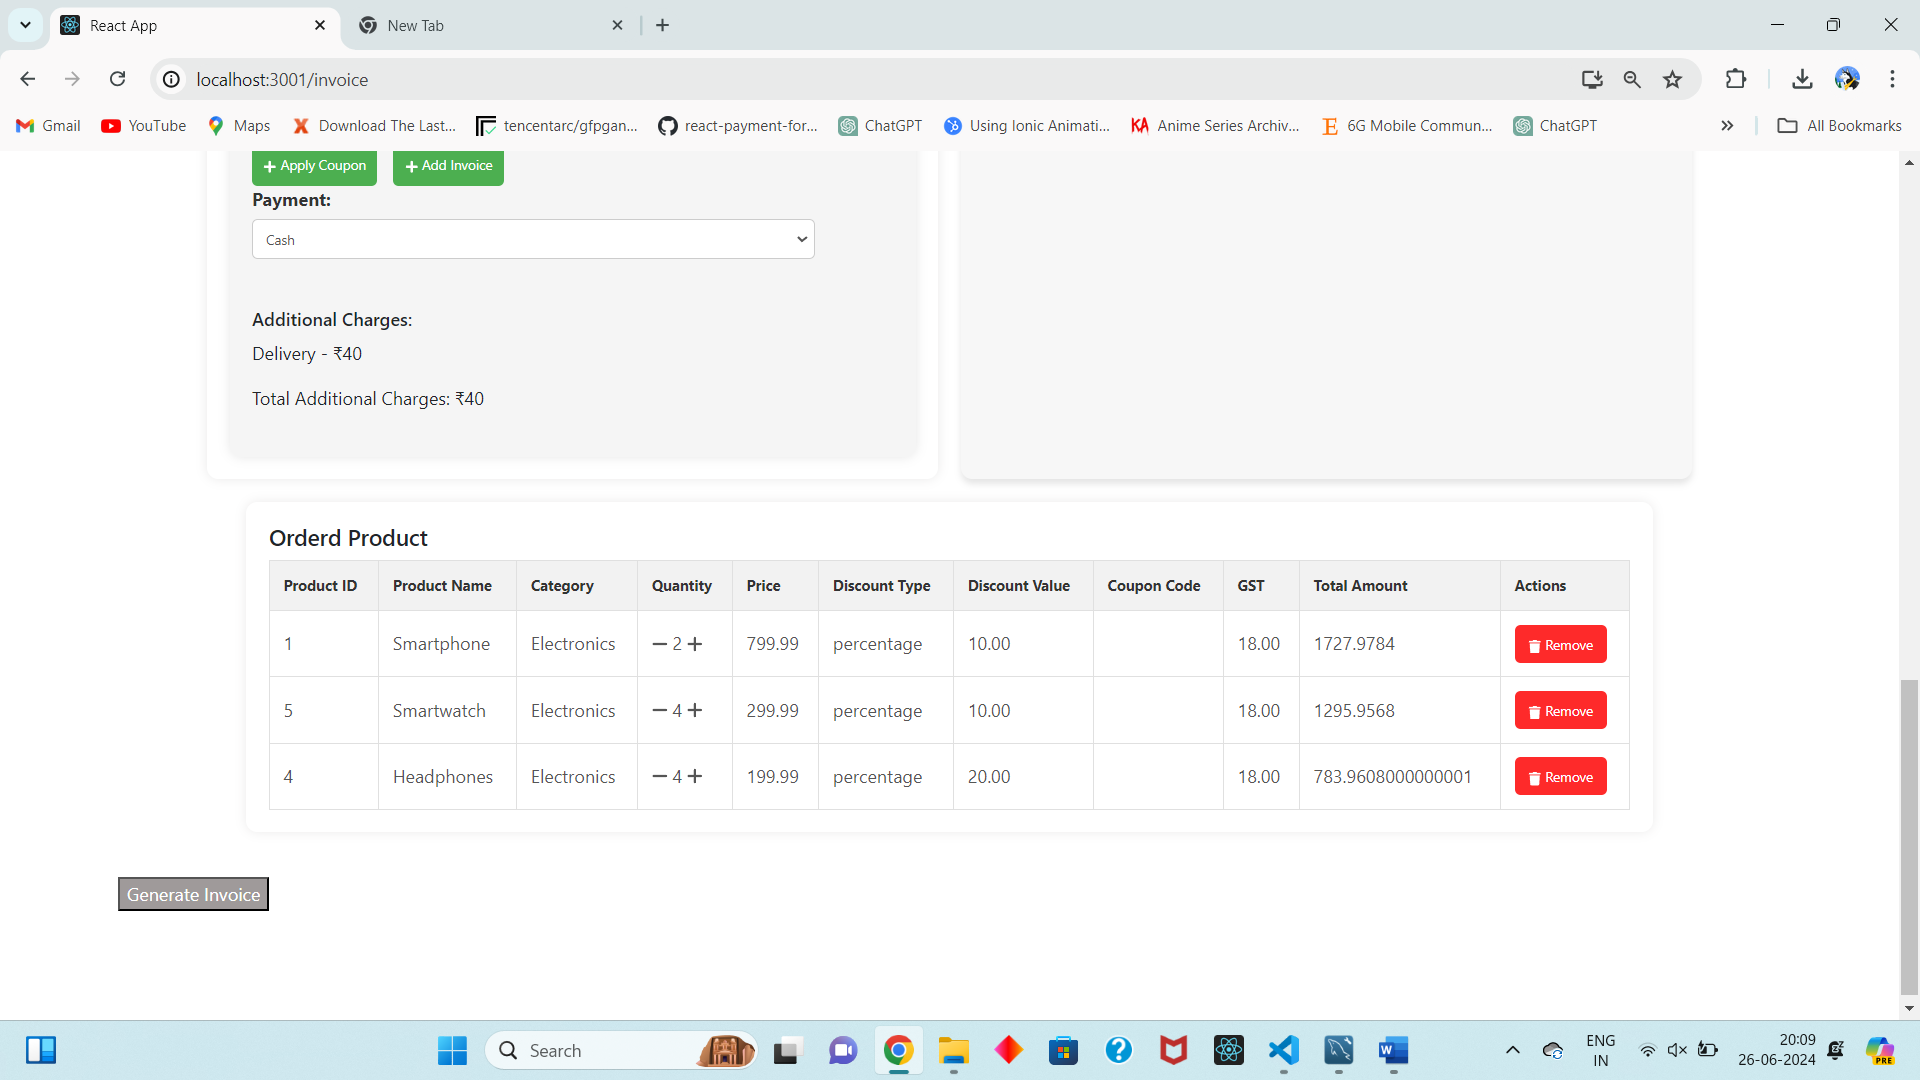 React App
New Tab
localhost:3001/invoice
Gmail YouTube Maps Download The Last... tencentarc/gfpgan... react-payment-for... ChatGPT Using Ionic Animati... KA Anime Series Archiv... 6G Mobile Commun... ChatGPT All Bookmarks
+ Apply Coupon + Add Invoice
Payment:
Cash
Additional Charges:
Delivery - ₹40
Total Additional Charges: ₹40
Orderd Product
Product ID Product Name Category Quantity Price Discount Type Discount Value Coupon Code GST Total Amount Actions
1 Smartphone Electronics − 2 + 799.99 percentage 10.00 18.00 1727.9784 Remove
5 Smartwatch Electronics − 4 + 299.99 percentage 10.00 18.00 1295.9568 Remove
4 Headphones Electronics − 4 + 199.99 percentage 20.00 18.00 783.9608000000001 Remove
Generate Invoice
Search
ENG
IN
20:09
26-06-2024
PRE